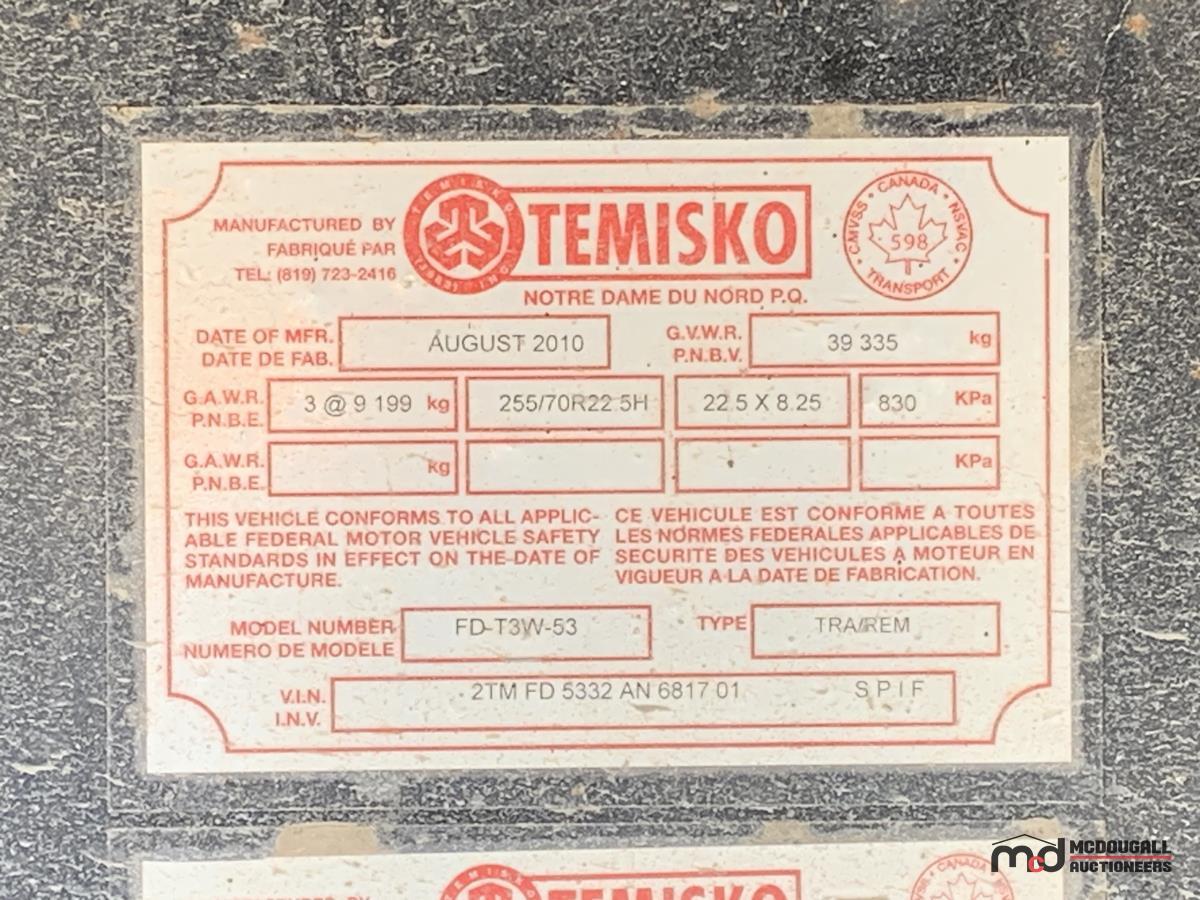 MANUFACTURED BY
FABRIQUÉ PAR
TEL: (819) 723-2416
TEMISKO
TEMISKO
NOTRE DAME DU NORD P.Q.
CANADA
CMVSS
NSVAC
598
TRANSPORT
DATE OF MFR.
DATE DE FAB.
AUGUST 2010
G.V.W.R.
P.N.B.V.
39 335 kg
G.A.W.R.
P.N.B.E.
3 @ 9 199 kg
255/70R22.5H
22.5 X 8.25
830 KPa
G.A.W.R.
P.N.B.E.
kg
KPa
THIS VEHICLE CONFORMS TO ALL APPLIC-
ABLE FEDERAL MOTOR VEHICLE SAFETY
STANDARDS IN EFFECT ON THE DATE OF
MANUFACTURE.
CE VEHICULE EST CONFORME A TOUTES
LES NORMES FEDERALES APPLICABLES DE
SECURITE DES VEHICULES A MOTEUR EN
VIGUEUR A LA DATE DE FABRICATION.
MODEL NUMBER
NUMERO DE MODELE
FD-T3W-53
TYPE
TRA/REM
V.I.N.
I.N.V.
2TM FD 5332 AN 6817 01 S P I F
MANUFACTURED BY
TEMISKO
CANADA
mcd MCDOUGALL
AUCTIONEERS